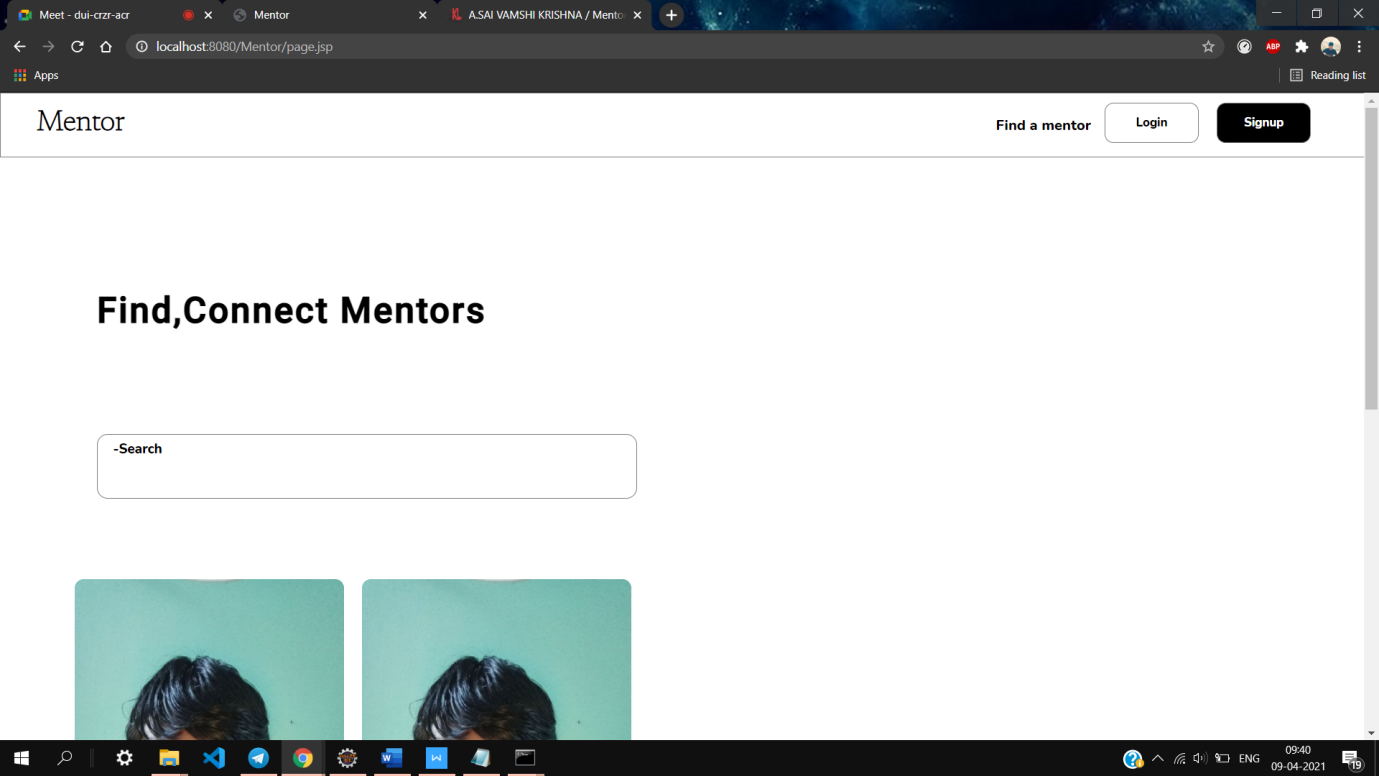 Meet - dui-crzr-acr
Mentor
A.SAI VAMSHI KRISHNA / Mento
localhost:8080/Mentor/page.jsp
ABP
Apps
Reading list
Mentor
Find a mentor
Login
Signup
Find,Connect Mentors
-Search
ENG
09:40
09-04-2021
19